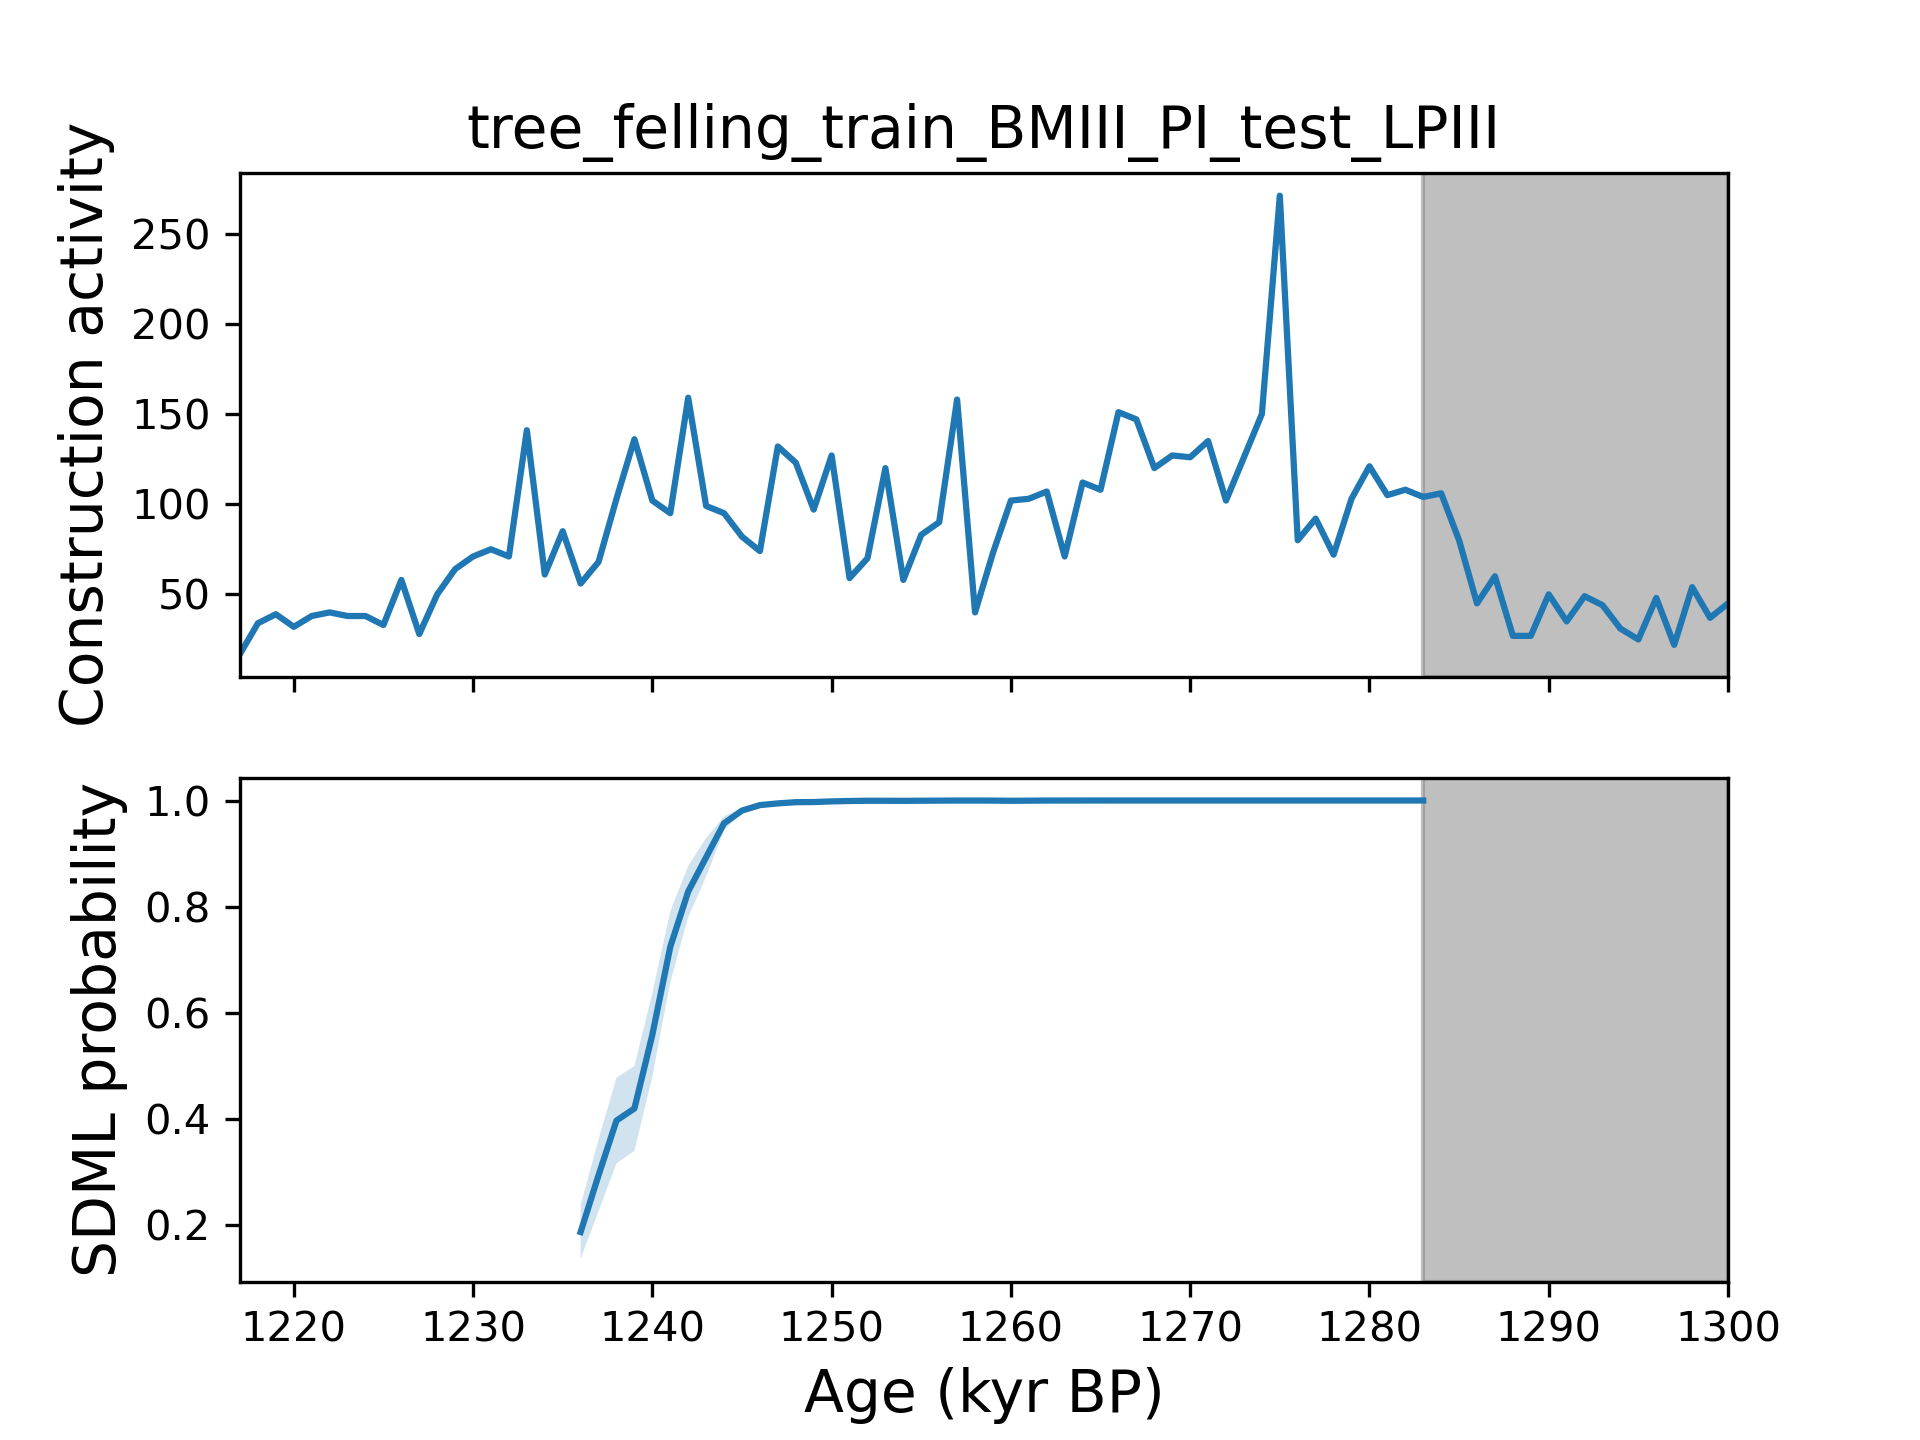 tree_felling_train_BMIII_PI_test_LPIII
Construction activity
250
200
150
100
50
SDML probability
1.0
0.8
0.6
0.4
0.2
1220 1230 1240 1250 1260 1270 1280 1290 1300
Age (kyr BP)